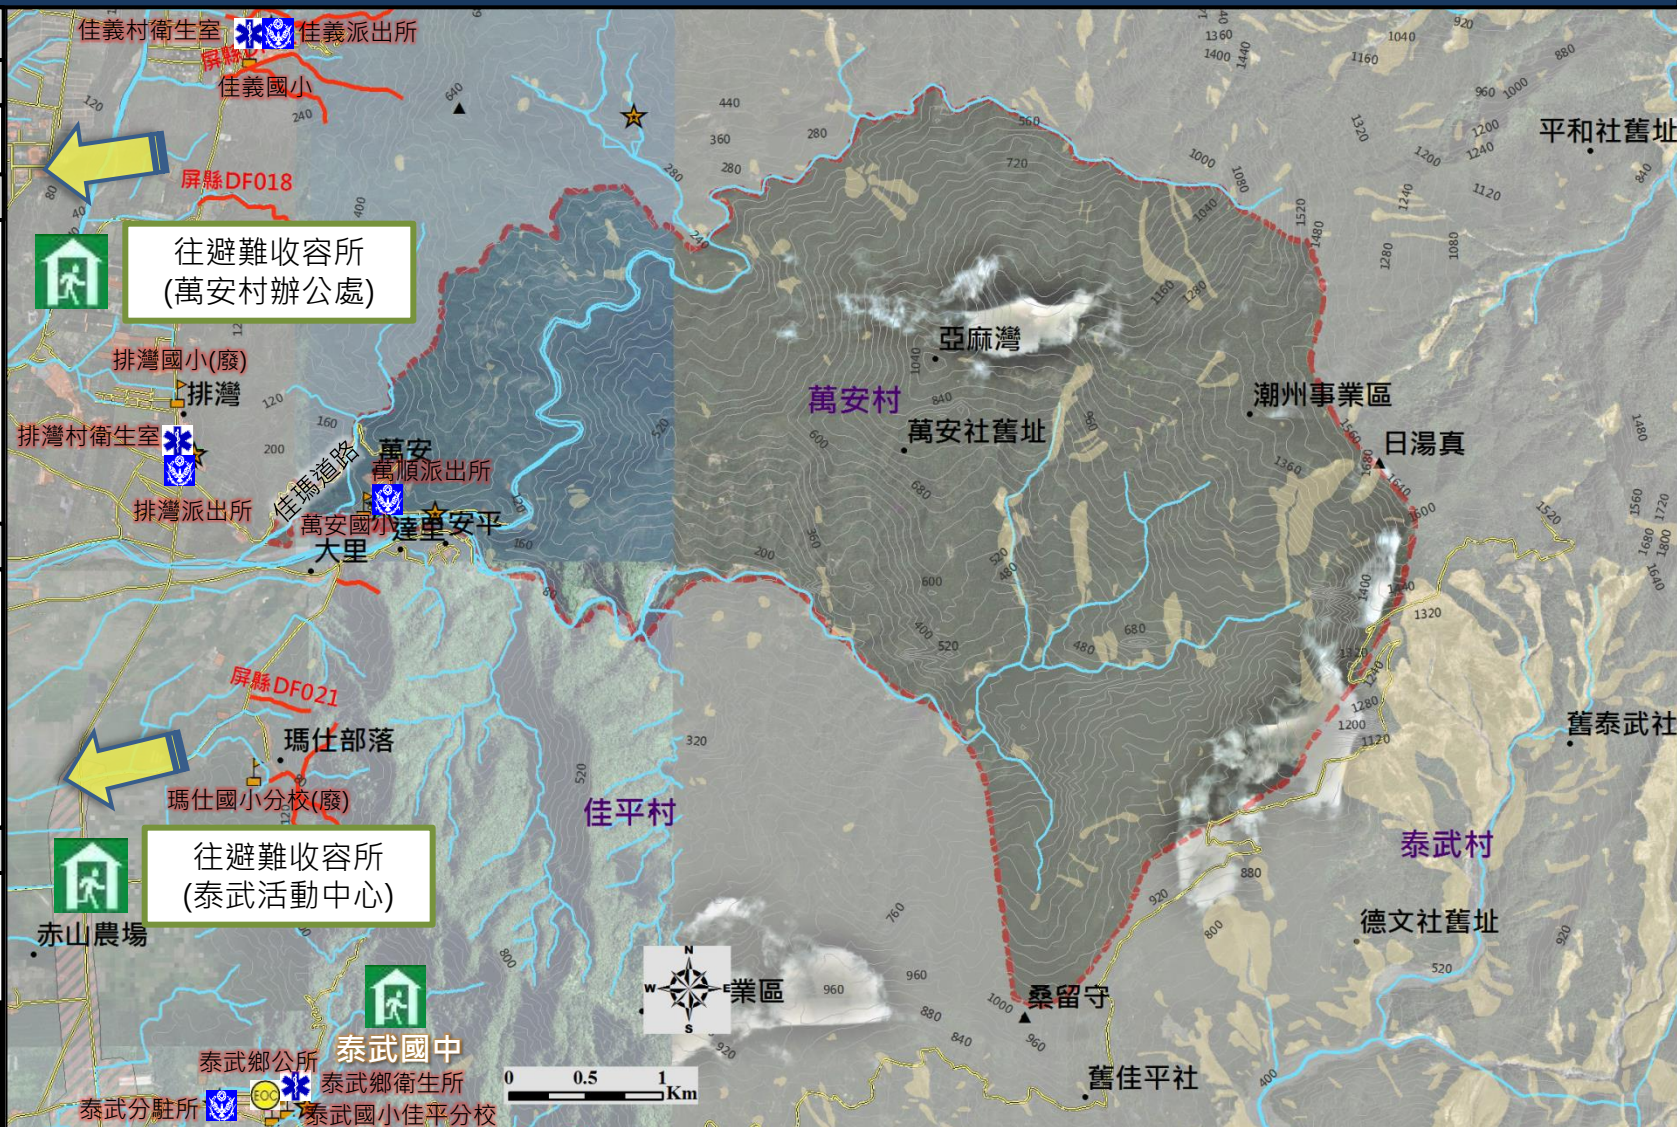 佳義村衛生室
佳義派出所
佳義國小
屏縣DF018
往避難收容所
(萬安村辦公處)
平和社舊址
排灣國小(廢)
排灣
排灣村衛生室
排灣派出所
佳瑪道路
萬安
萬順派出所
萬安國小
達里
安平
大里
亞麻灣
萬安村
萬安社舊址
潮州事業區
日湯真
屏縣DF021
瑪仕部落
瑪仕國小分校(廢)
佳平村
泰武村
舊泰武社
往避難收容所
(泰武活動中心)
赤山農場
德文社舊址
業區
桑留守
舊佳平社
泰武國中
泰武鄉公所
EOC
泰武鄉衛生所
泰武分駐所
泰武國小佳平分校
N
W
E
S
0 0.5 1
Km